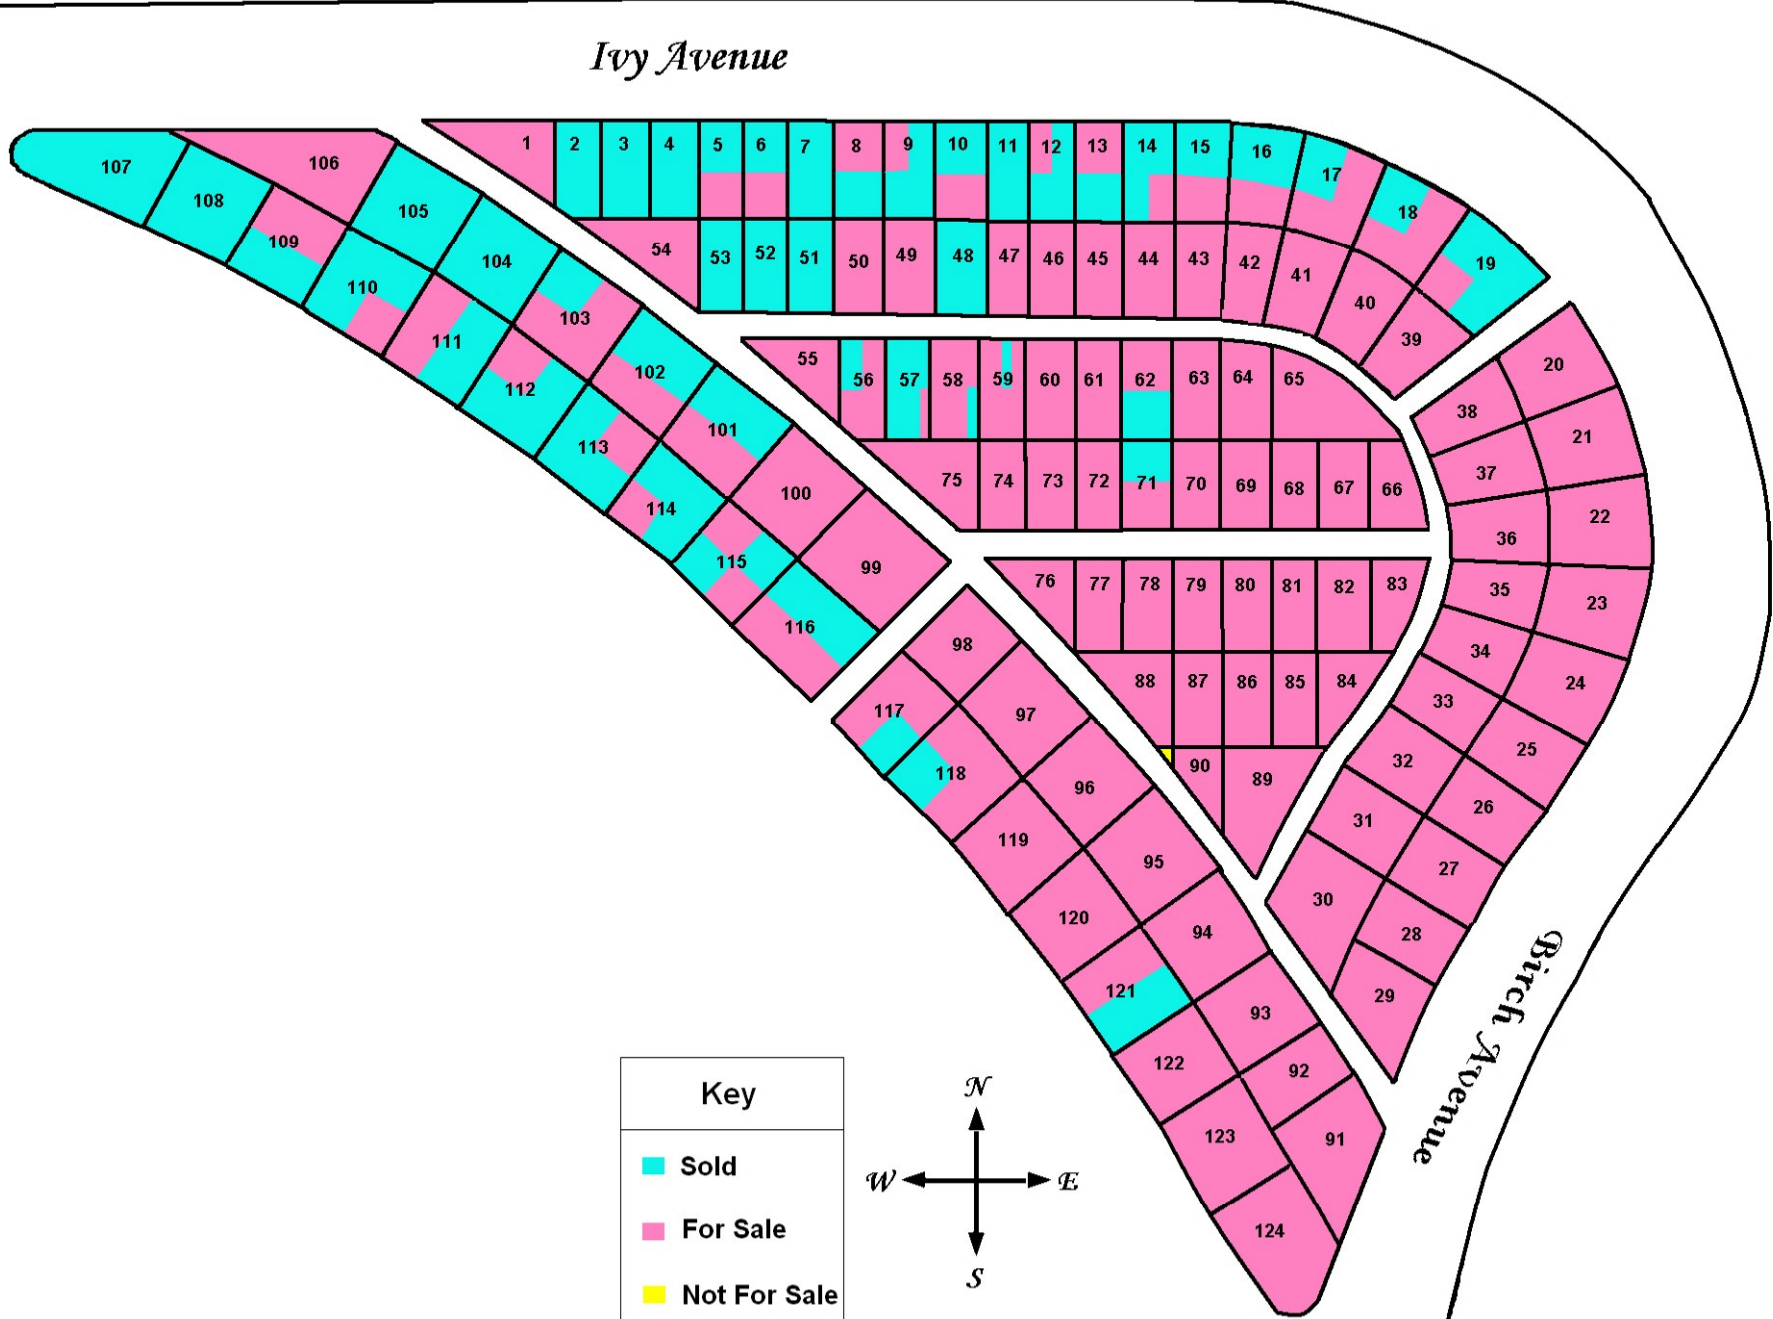 Ivy Avenue
1 2 3 4 5 6 7 8 9 10 11 12 13 14 15 16 17 18 19
107 106 108 105 109 104 110 103 111 102 112 101 113 100 114 99 115 116
54 53 52 51 50 49 48 47 46 45 44 43 42 41 40 39
55 56 57 58 59 60 61 62 63 64 65
75 74 73 72 71 70 69 68 67 66
76 77 78 79 80 81 82 83
88 87 86 85 84
90 89
20 21 22 23 24 25 26 27 28 29
38 37 36 35 34 33 32 31 30
98 97 96 95 94 93 92 91
117 118 119 120 121 122 123 124
Birch Avenue
Key
Sold
For Sale
Not For Sale
N
W E
S